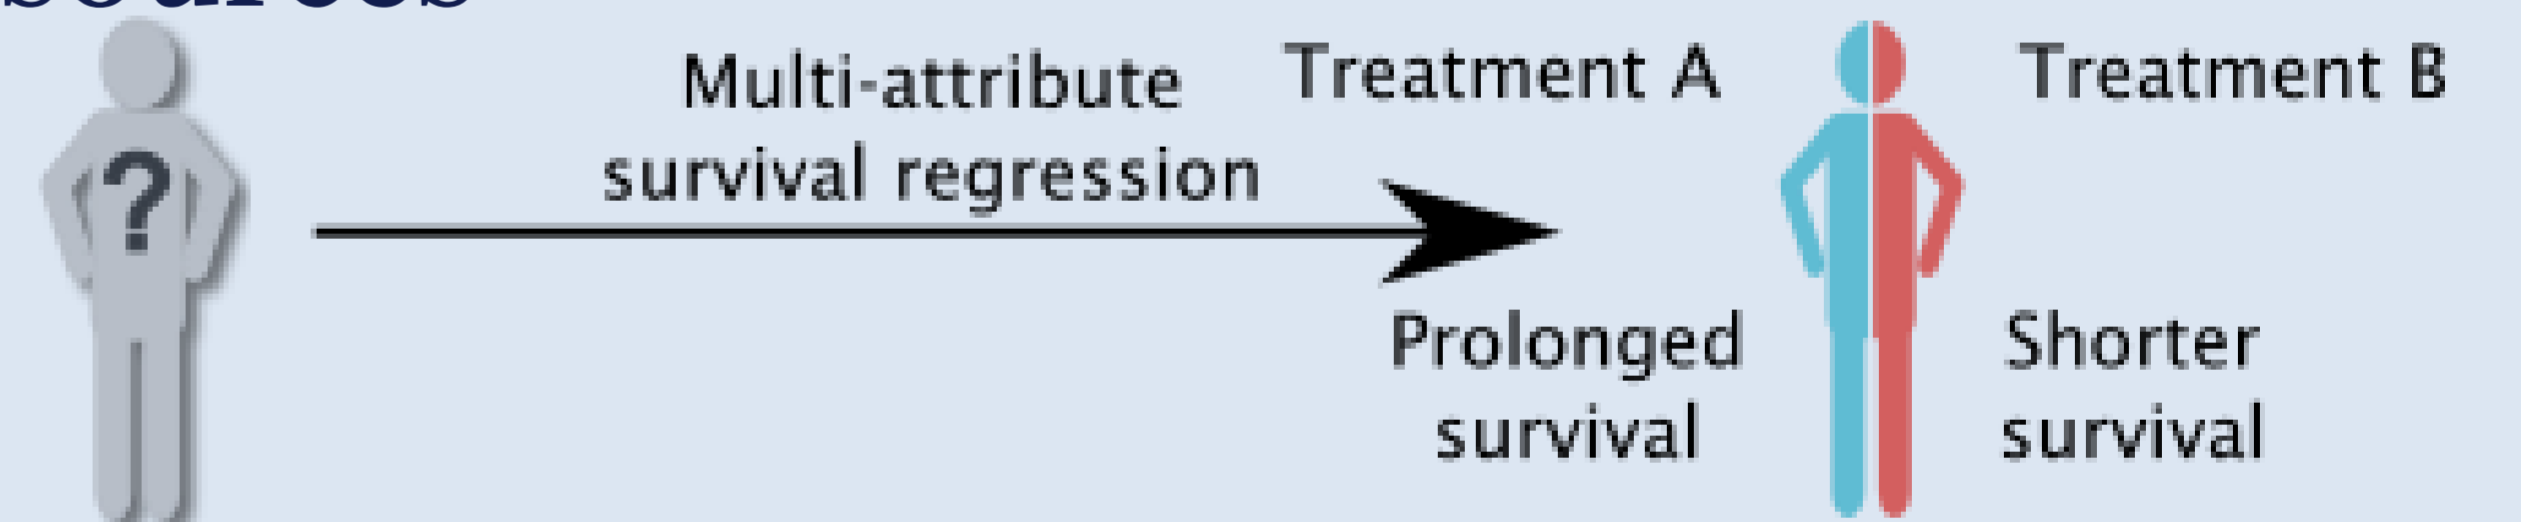 Multi-attribute
survival regression
Treatment A
Treatment B
?
Prolonged
survival
Shorter
survival